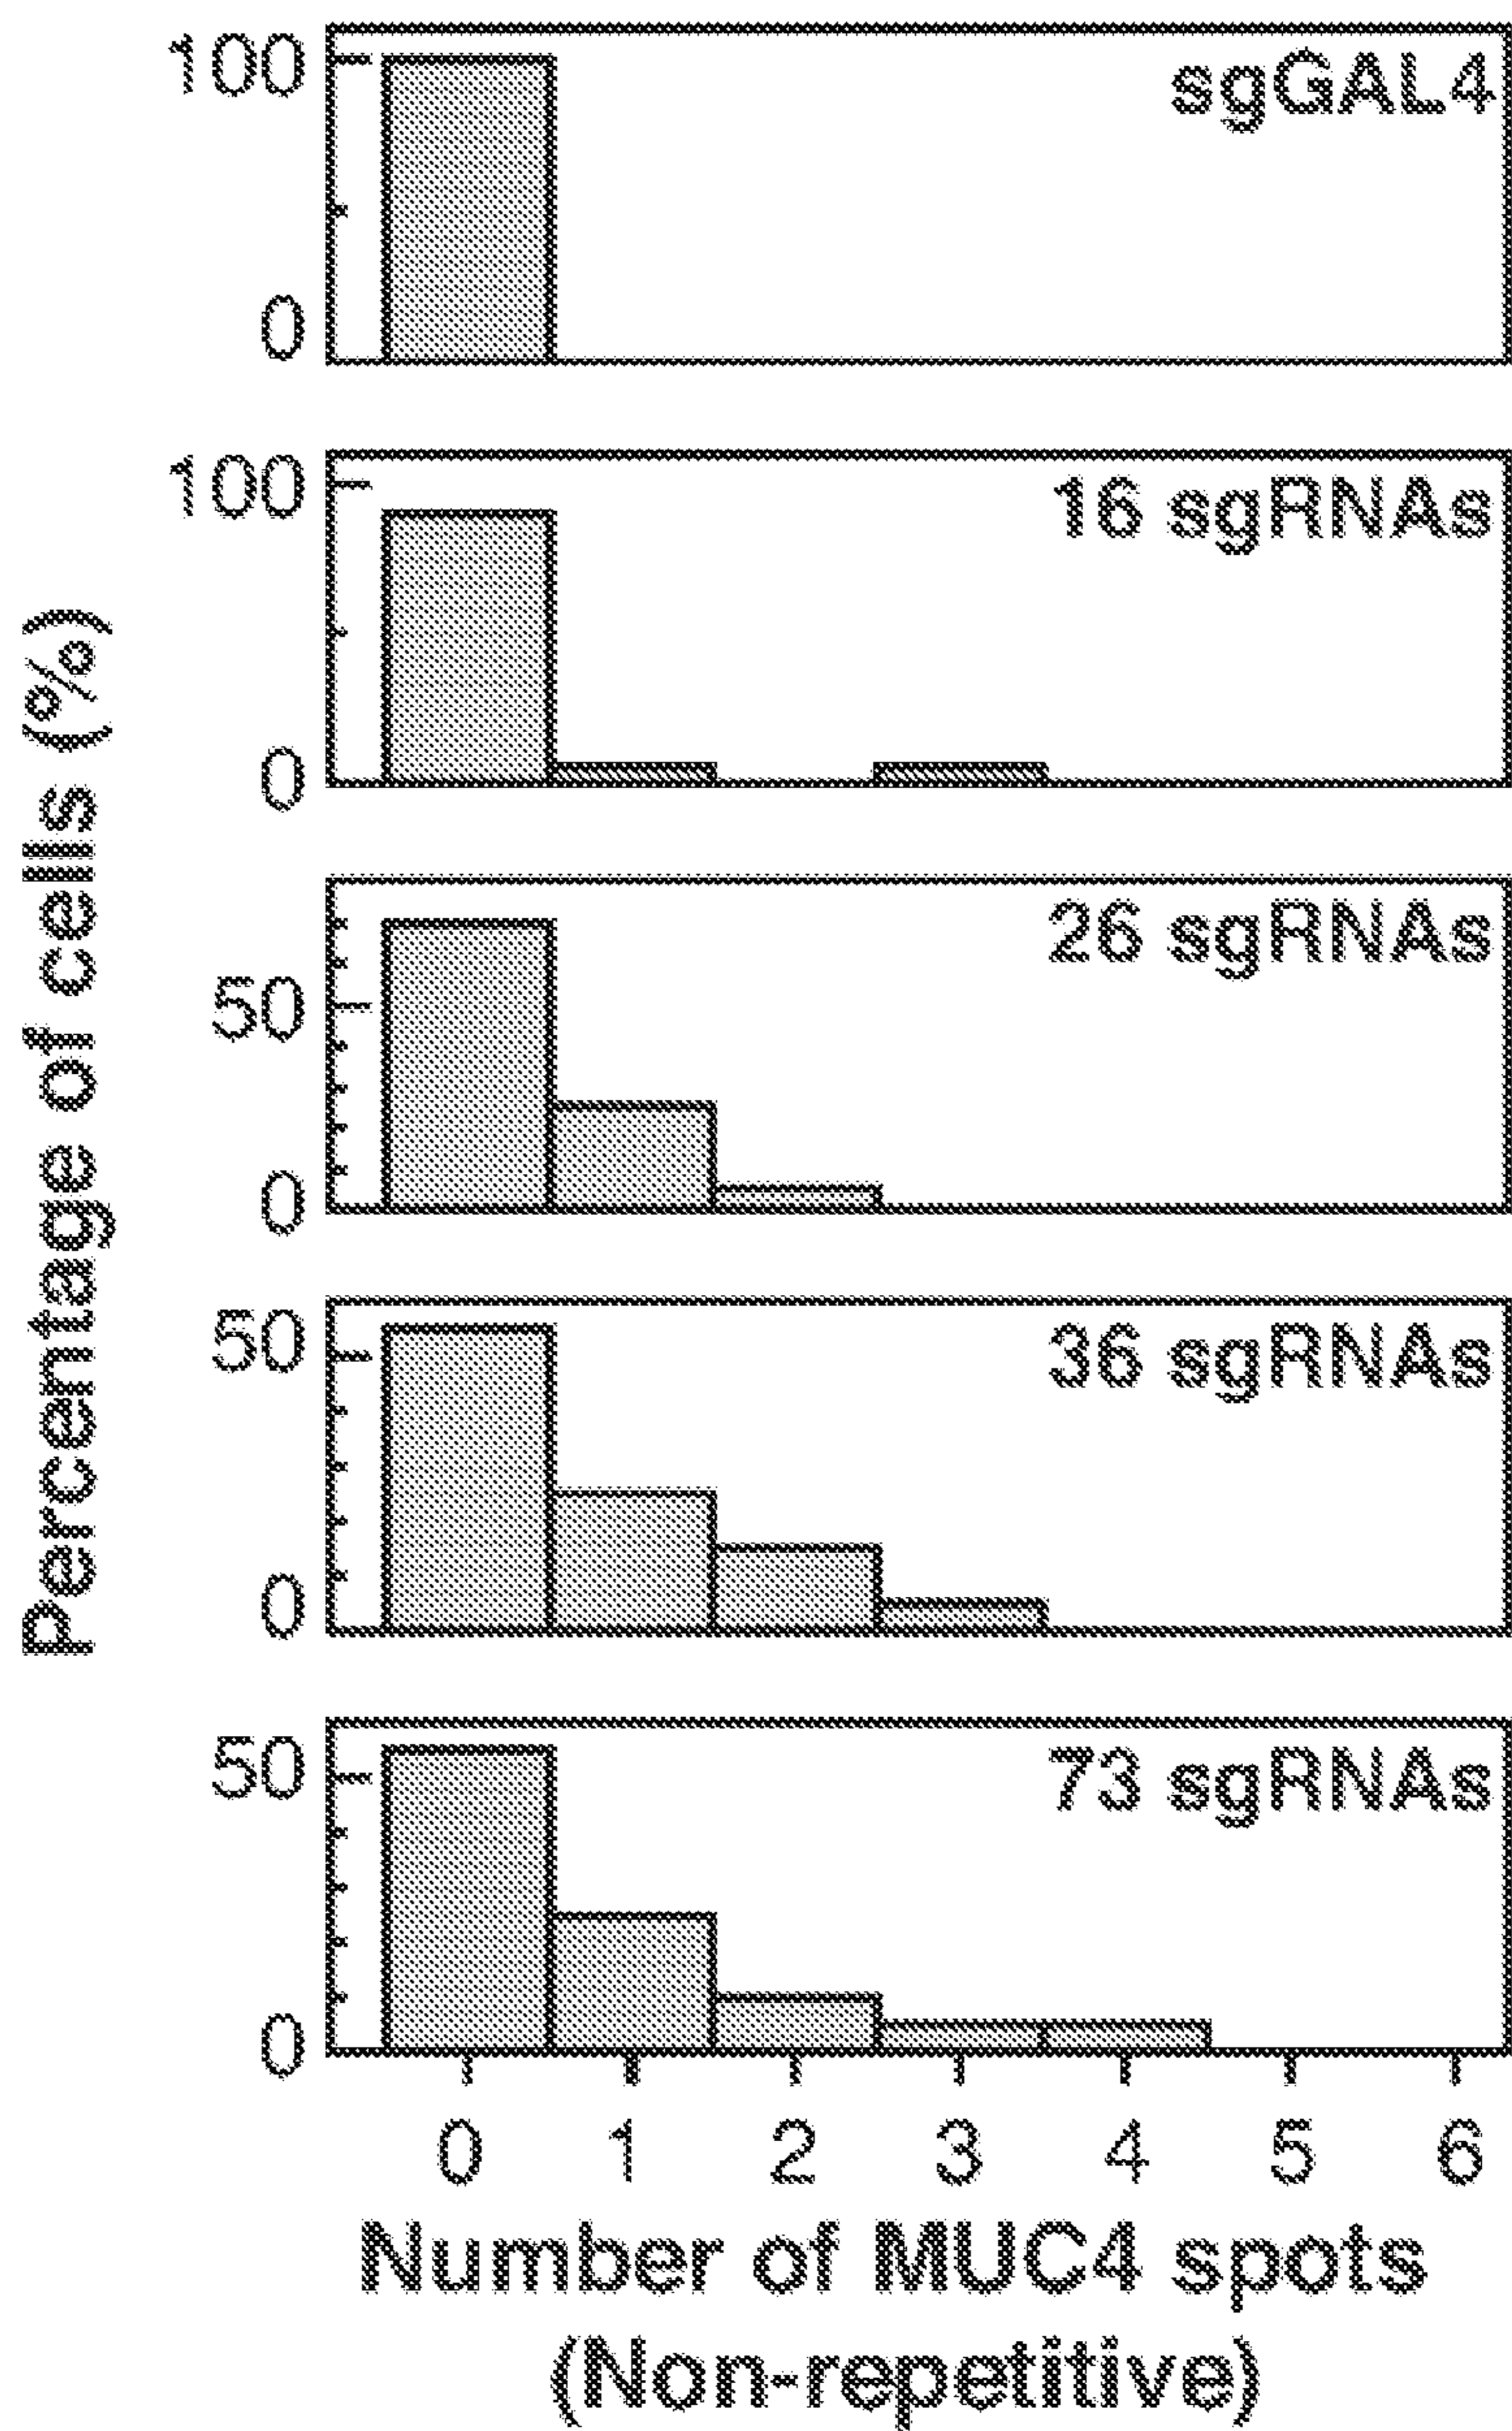 Percentage of cells (%)
100
0
sgGAL4
100
0
16 sgRNAs
50
0
26 sgRNAs
50
0
36 sgRNAs
50
0
73 sgRNAs
0 1 2 3 4 5 6
Number of MUC4 spots
(Non-repetitive)